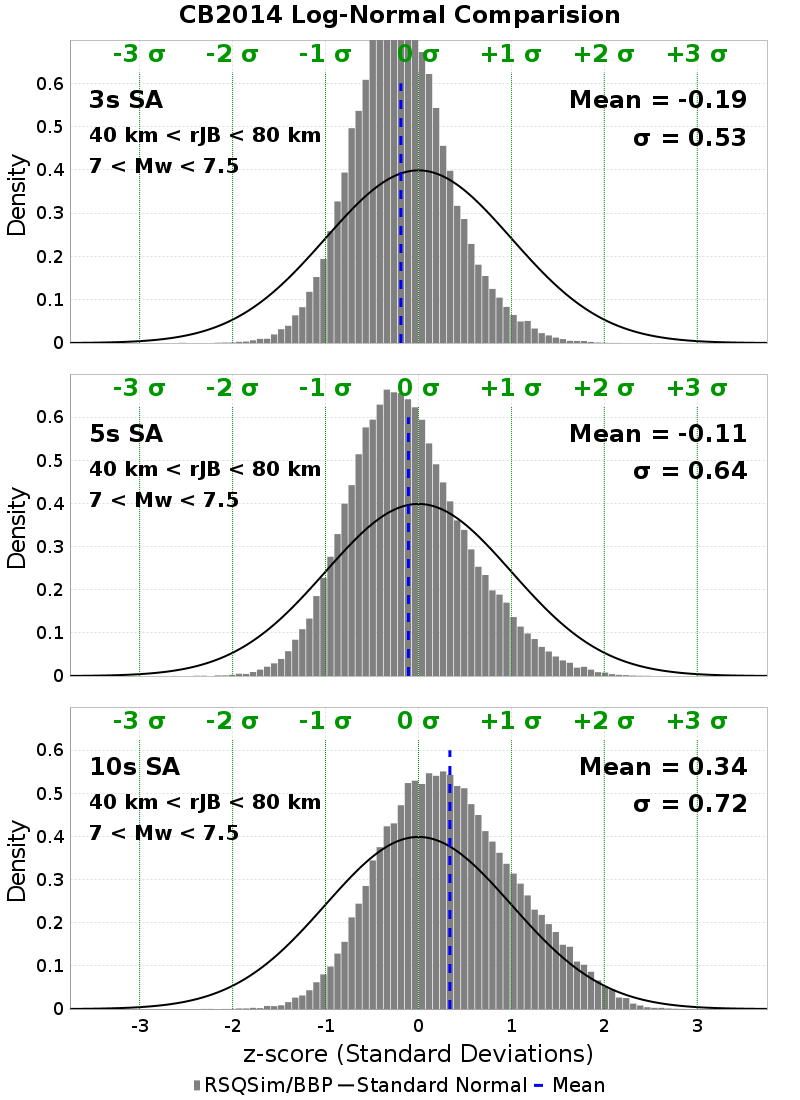 CB2014 Log-Normal Comparision
-3 σ -2 σ -1 σ 0 σ +1 σ +2 σ +3 σ
3s SA
Mean = -0.19
40 km < rJB < 80 km
σ = 0.53
7 < Mw < 7.5
Density
0.6
0.5
0.4
0.3
0.2
0.1
0
-3 σ -2 σ -1 σ 0 σ +1 σ +2 σ +3 σ
5s SA
Mean = -0.11
40 km < rJB < 80 km
σ = 0.64
7 < Mw < 7.5
Density
0.6
0.5
0.4
0.3
0.2
0.1
0
-3 σ -2 σ -1 σ 0 σ +1 σ +2 σ +3 σ
10s SA
Mean = 0.34
40 km < rJB < 80 km
σ = 0.72
7 < Mw < 7.5
Density
0.6
0.5
0.4
0.3
0.2
0.1
0
-3 -2 -1 0 1 2 3
z-score (Standard Deviations)
RSQSim/BBP Standard Normal Mean